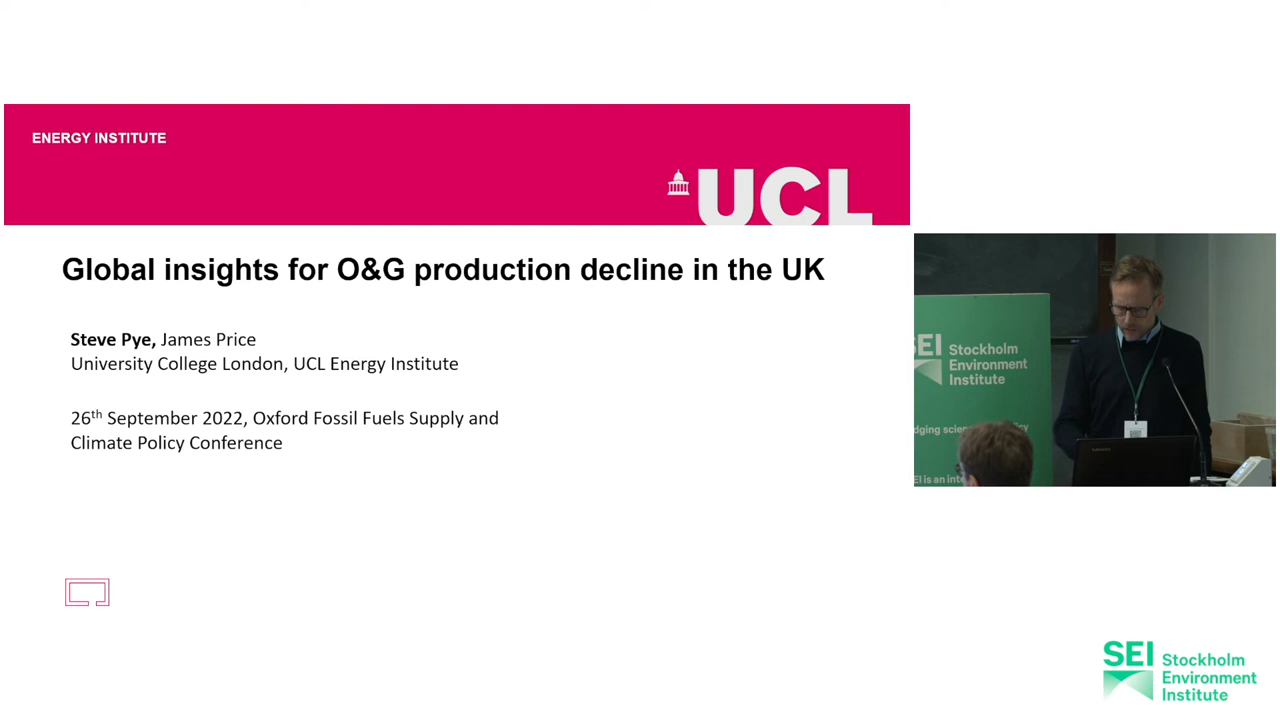 ENERGY INSTITUTE
UCL
Global insights for O&G production decline in the UK
Steve Pye, James Price
University College London, UCL Energy Institute
26th September 2022, Oxford Fossil Fuels Supply and
Climate Policy Conference
SEI Stockholm
Environment
Institute
SEI Stockholm
Environment
Institute